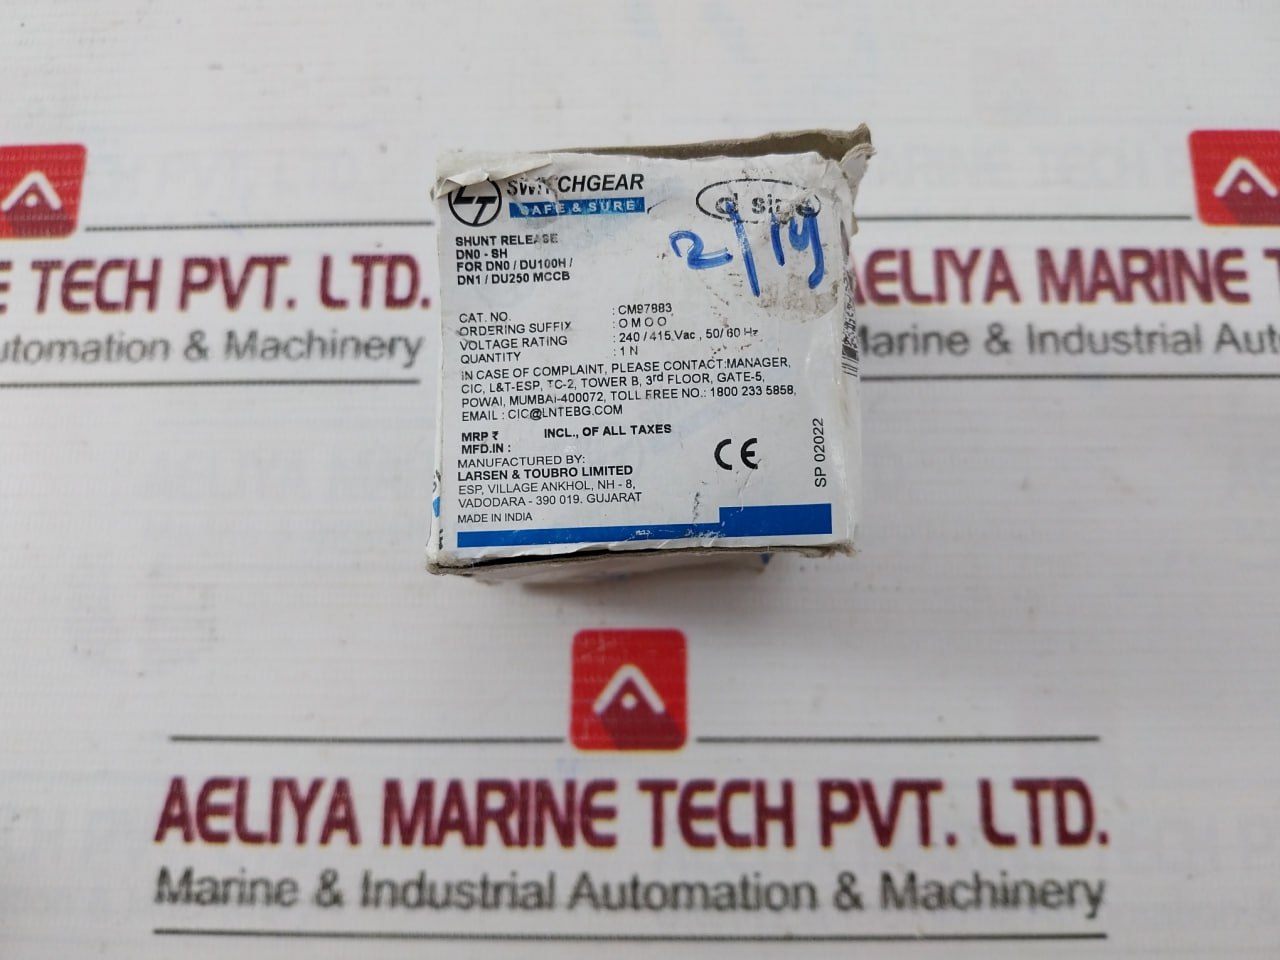 SWITCHGEAR
SAFE & SURE
d sine
2/19
SHUNT RELEASE
DN0 - SH
FOR DN0 / DU100H /
DN1 / DU250 MCCB
CAT. NO. : CM97883
ORDERING SUFFIX : O M O O
VOLTAGE RATING : 240 / 415 Vac , 50/ 60 Hz
QUANTITY : 1 N
IN CASE OF COMPLAINT, PLEASE CONTACT:MANAGER,
CIC, L&T-ESP, TC-2, TOWER B, 3rd FLOOR, GATE-5,
POWAI, MUMBAI-400072, TOLL FREE NO.: 1800 233 5858,
EMAIL : CIC@LNTEBG.COM
MRP ₹ INCL., OF ALL TAXES
MFD.IN :
MANUFACTURED BY:
LARSEN & TOUBRO LIMITED
ESP, VILLAGE ANKHOL, NH - 8,
VADODARA - 390 019. GUJARAT
MADE IN INDIA
CE
SP 02022
E TECH PVT. LTD.
utomation & Machinery
AELIYA MARINE
Marine & Industrial Aut
AELIYA MARINE TECH PVT. LTD.
Marine & Industrial Automation & Machinery